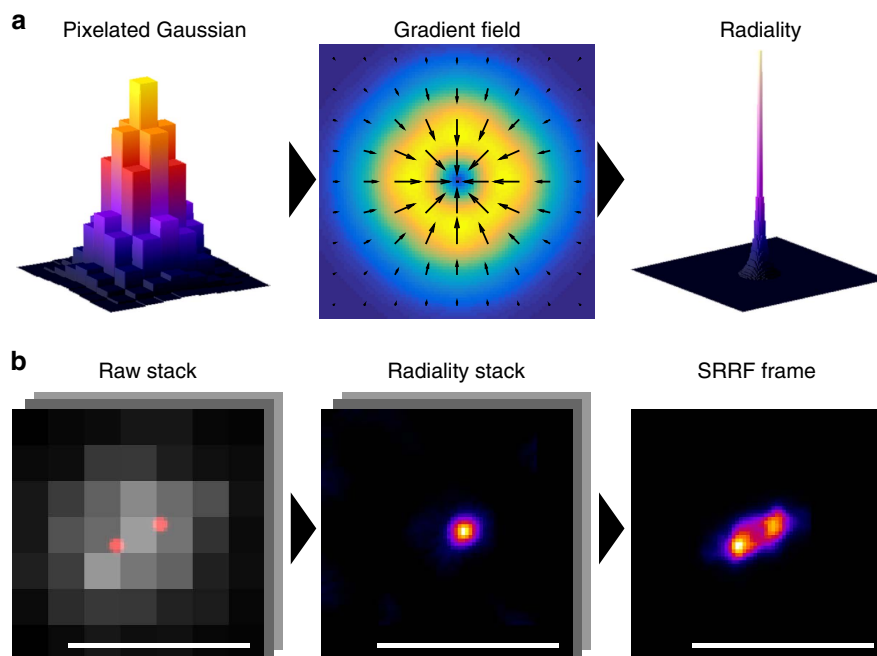 a
Pixelated Gaussian
Gradient field
Radiality
b
Raw stack
Radiality stack
SRRF frame